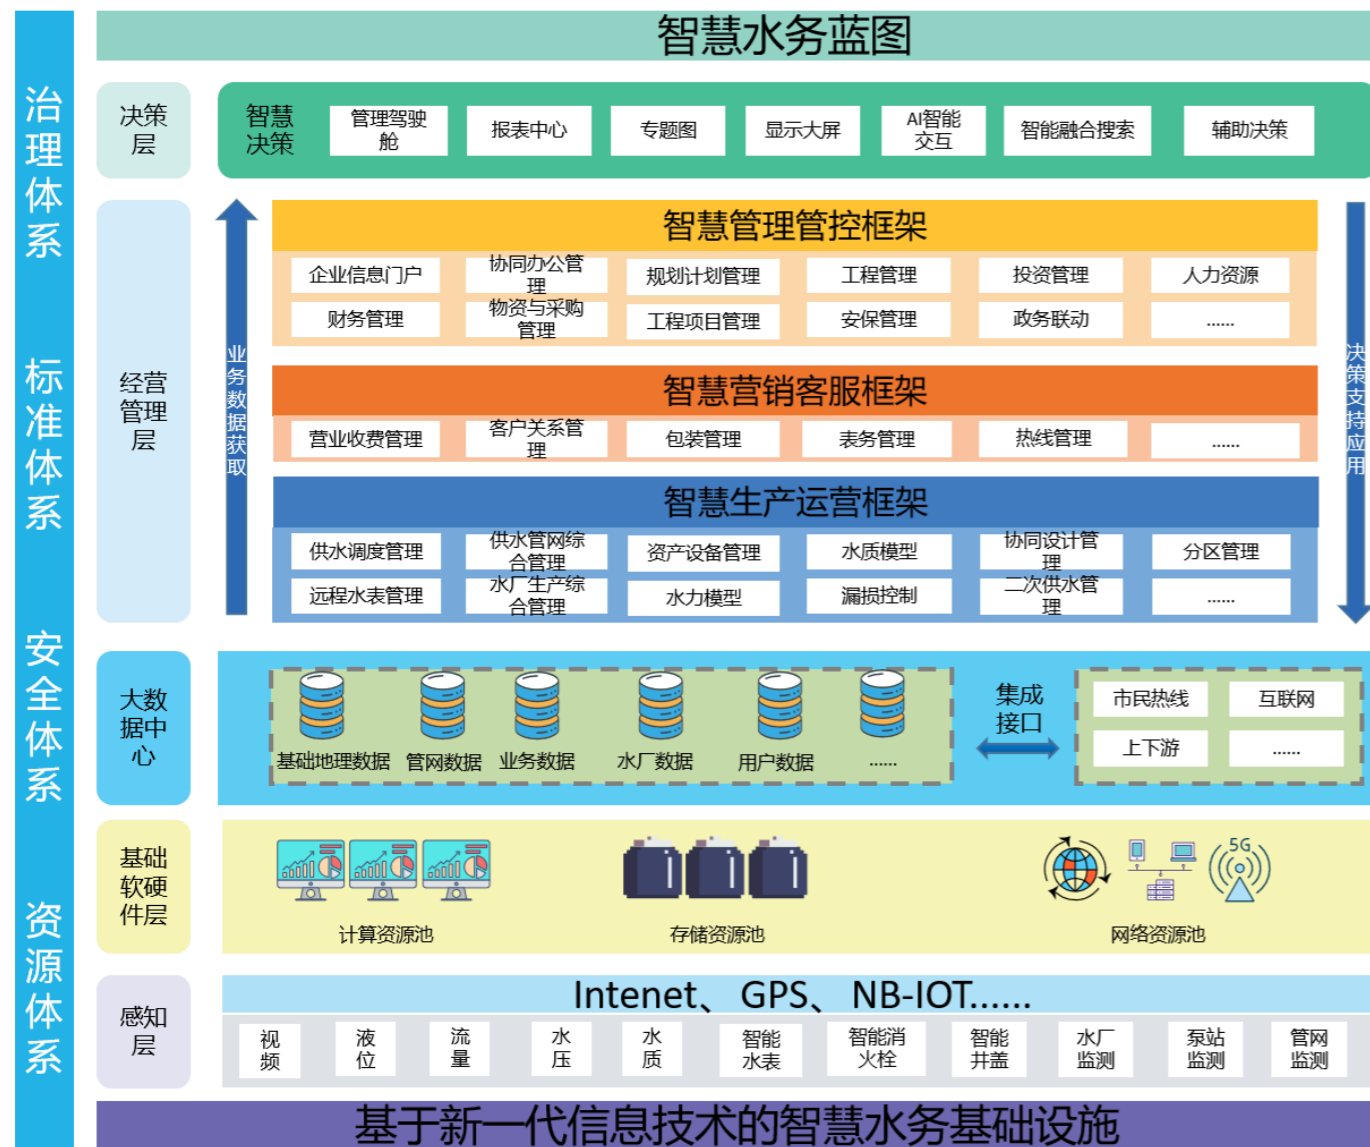 智慧水务蓝图
治理体系
标准体系
安全体系
资源体系
决策
层
智慧
决策
管理驾驶
舱
报表中心
专题图
显示大屏
AI智能
交互
智能融合搜索
辅助决策
经营
管理
层
业务数据获取
智慧管理管控框架
企业信息门户
协同办公管
理
规划计划管理
工程管理
投资管理
人力资源
财务管理
物资与采购
管理
工程项目管理
安保管理
政务联动
......
智慧营销客服框架
营业收费管理
客户关系管
理
包装管理
表务管理
热线管理
......
智慧生产运营框架
供水调度管理
供水管网综
合管理
资产设备管理
水质模型
协同设计管
理
分区管理
远程水表管理
水厂生产综
合管理
水力模型
漏损控制
二次供水管
理
......
决策支持应用
大数
据中
心
基础地理数据
管网数据
业务数据
水厂数据
用户数据
......
集成
接口
市民热线
互联网
上下游
......
基础
软硬
件层
计算资源池
存储资源池
5G
网络资源池
感知
层
Intenet、GPS、NB-IOT......
视
频
液
位
流
量
水
压
水
质
智能
水表
智能消
火栓
智能
井盖
水厂
监测
泵站
监测
管网
监测
基于新一代信息技术的智慧水务基础设施